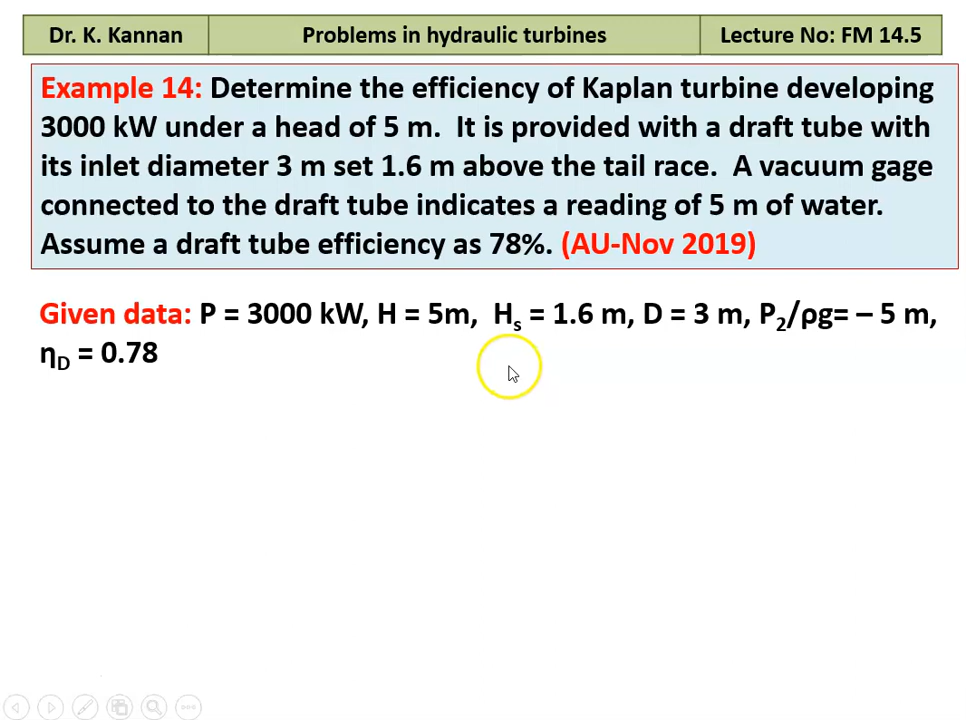 Dr. K. Kannan Problems in hydraulic turbines Lecture No: FM 14.5
Example 14: Determine the efficiency of Kaplan turbine developing
3000 kW under a head of 5 m. It is provided with a draft tube with
its inlet diameter 3 m set 1.6 m above the tail race. A vacuum gage
connected to the draft tube indicates a reading of 5 m of water.
Assume a draft tube efficiency as 78%. (AU-Nov 2019)
Given data: P = 3000 kW, H = 5m, Hₛ = 1.6 m, D = 3 m, P₂/ρg= – 5 m,
η_D = 0.78